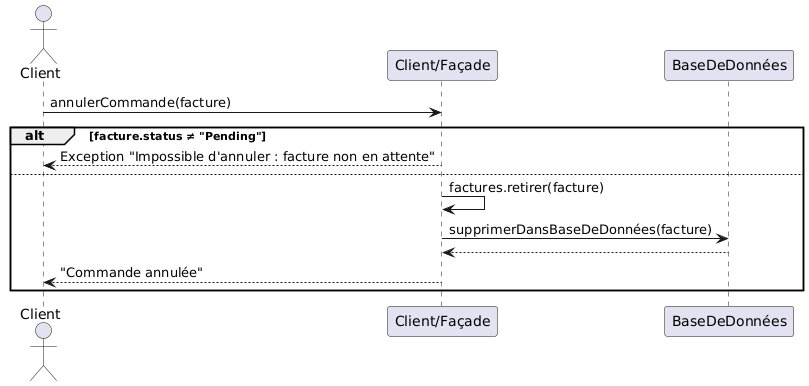 Client
Client/Façade
BaseDeDonnées
annulerCommande(facture)
alt
[facture.status ≠ "Pending"]
Exception "Impossible d'annuler : facture non en attente"
factures.retirer(facture)
supprimerDansBaseDeDonnées(facture)
"Commande annulée"
Client
Client/Façade
BaseDeDonnées